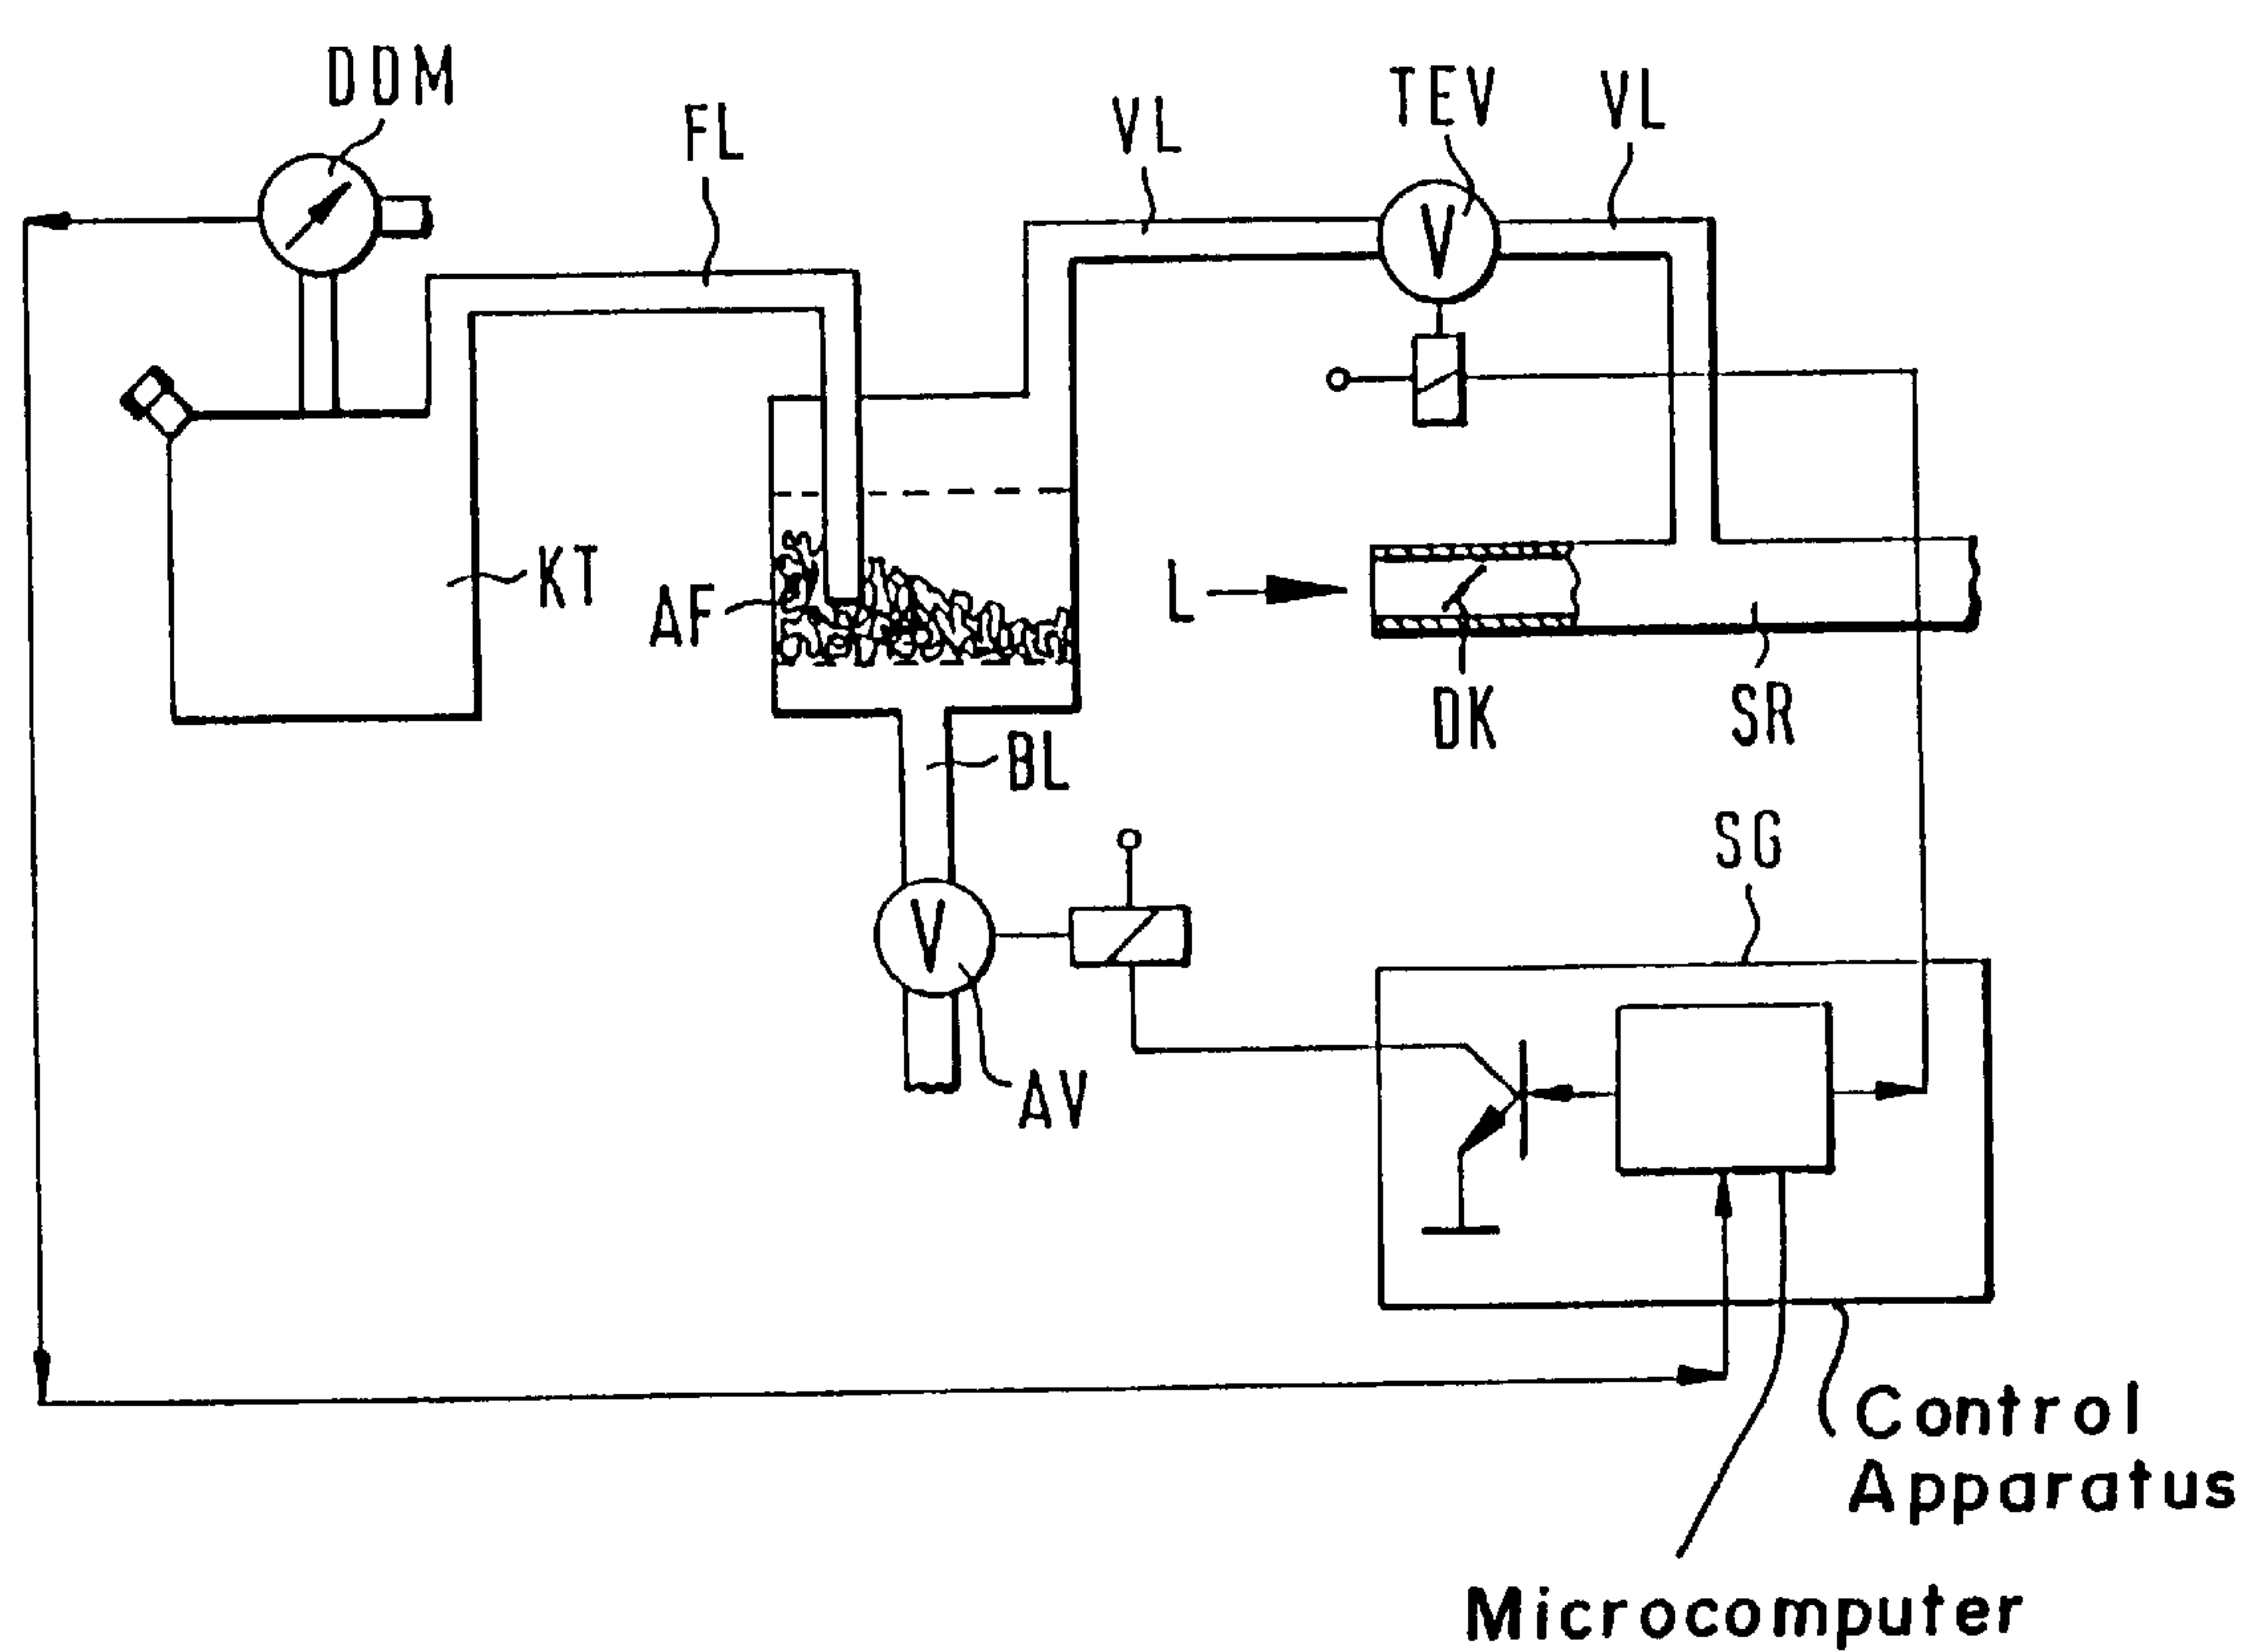 DDM
FL
VL
TEV
VL
V
KT
AF
L
DK
SR
BL
SG
V
AV
Control
Apparatus
Microcomputer